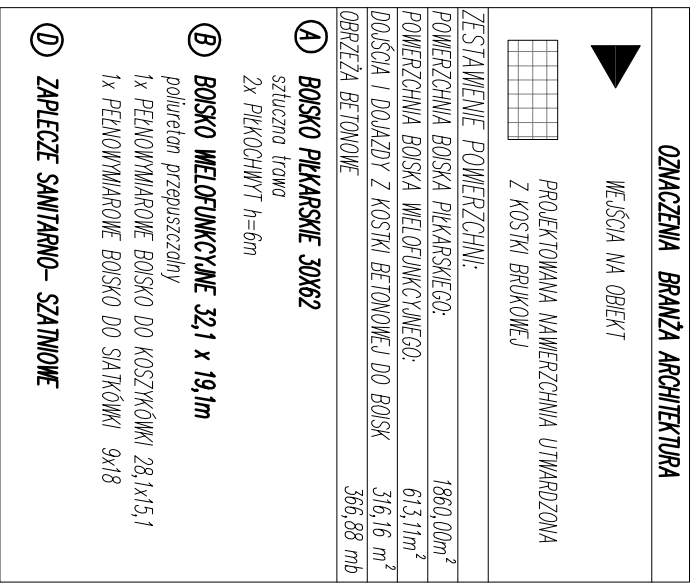 OZNACZENIA BRANŻA ARCHITEKTURA
WEJŚCIA NA OBIEKT
PROJEKTOWANA NAWIERZCHNIA UTWARDZONA
Z KOSTKI BRUKOWEJ
ZESTAWIENIE POWIERZCHNI:
POWIERZCHNIA BOISKA PIŁKARSKIEGO: 1860,00m²
POWIERZCHNIA BOISKA WIELOFUNKCYJNEGO: 613,11m²
DOJŚCIA I DOJAZDY Z KOSTKI BETONOWEJ DO BOISK 316,16 m²
OBRZEŻA BETONOWE 366,88 mb
A BOISKO PIŁKARSKIE 30X62
sztuczna trawa
2x PIŁKOCHWYT h=6m
B BOISKO WIELOFUNKCYJNE 32,1 x 19,1m
poliuretan przepuszczalny
1x PEŁNOWYMIAROWE BOISKO DO KOSZYKÓWKI 28,1x15,1
1x PEŁNOWYMIAROWE BOISKO DO SIATKÓWKI 9x18
D ZAPLECZE SANITARNO- SZATNIOWE